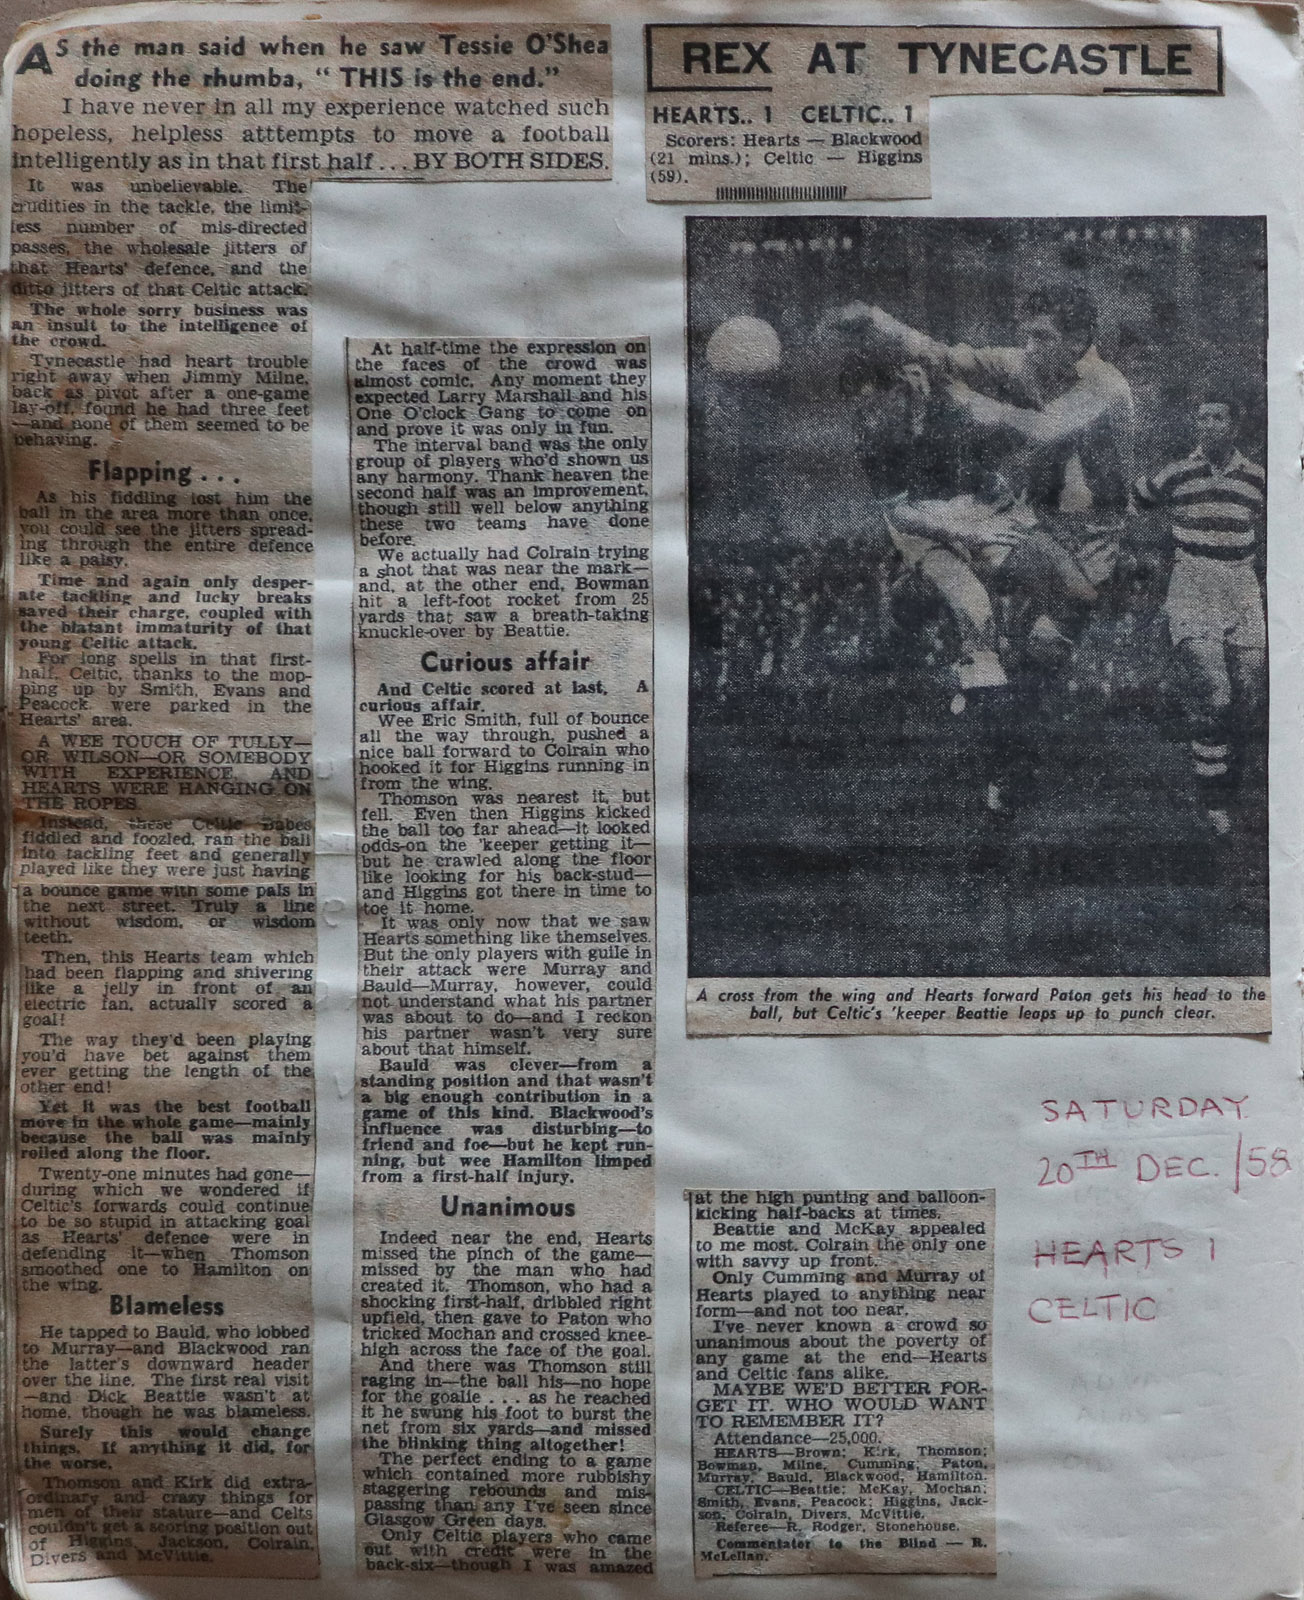 As the man said when he saw Tessie O'Shea
doing the rhumba, "THIS is the end."
I have never in all my experience watched such
hopeless, helpless atttempts to move a football
intelligently as in that first half...BY BOTH SIDES.
It was unbelievable. The
crudities in the tackle, the limit-
less number of mis-directed
passes, the wholesale jitters of
that Hearts' defence, and the
ditto jitters of that Celtic attack.
The whole sorry business was
an insult to the intelligence of
the crowd.
Tynecastle had heart trouble
right away when Jimmy Milne,
back as pivot after a one-game
lay-off, found he had three feet
—and none of them seemed to be
behaving.
Flapping . . .
As his fiddling lost him the
ball in the area more than once,
you could see the jitters spread-
ing through the entire defence
like a palsy.
Time and again only desper-
ate tackling and lucky breaks
saved their charge, coupled with
the blatant immaturity of that
young Celtic attack.
For long spells in that first-
half, Celtic, thanks to the mop-
ping up by Smith, Evans and
Peacock were parked in the
Hearts' area.
A WEE TOUCH OF TULLY—
OR WILSON—OR SOMEBODY
WITH EXPERIENCE, AND
HEARTS WERE HANGING ON
THE ROPES.
Instead, these Celtic Babes
fiddled and foozled, ran the ball
into tackling feet and generally
played like they were just having
a bounce game with some pals in
the next street. Truly a line
without wisdom, or wisdom
teeth.
Then, this Hearts team which
had been flapping and shivering
like a jelly in front of an
electric fan, actually scored a
goal!
The way they'd been playing
you'd have bet against them
ever getting the length of the
other end!
Yet it was the best football
move in the whole game—mainly
because the ball was mainly
rolled along the floor.
Twenty-one minutes had gone—
during which we wondered if
Celtic's forwards could continue
to be so stupid in attacking goal
as Hearts' defence were in
defending it—when Thomson
smoothed one to Hamilton on
the wing.
Blameless
He tapped to Bauld, who lobbed
to Murray—and Blackwood ran
the latter's downward header
over the line. The first real visit
—and Dick Beattie wasn't at
home, though he was blameless.
Surely this would change
things. If anything it did, for
the worse.
Thomson and Kirk did extra-
ordinary and crazy things for
men of their stature—and Celts
couldn't get a scoring position out
of Higgins, Jackson, Colrain,
Divers and McVittie.
At half-time the expression on
the faces of the crowd was
almost comic. Any moment they
expected Larry Marshall and his
One O'clock Gang to come on
and prove it was only in fun.
The interval band was the only
group of players who'd shown us
any harmony. Thank heaven the
second half was an improvement,
though still well below anything
these two teams have done
before.
We actually had Colrain trying
a shot that was near the mark—
and, at the other end, Bowman
hit a left-foot rocket from 25
yards that saw a breath-taking
knuckle-over by Beattie.
Curious affair
And Celtic scored at last. A
curious affair.
Wee Eric Smith, full of bounce
all the way through, pushed a
nice ball forward to Colrain who
hooked it for Higgins running in
from the wing.
Thomson was nearest it, but
fell. Even then Higgins kicked
the ball too far ahead—it looked
odds-on the 'keeper getting it—
but he crawled along the floor
like looking for his back-stud—
and Higgins got there in time to
toe it home.
It was only now that we saw
Hearts something like themselves.
But the only players with guile in
their attack were Murray and
Bauld—Murray, however, could
not understand what his partner
was about to do—and I reckon
his partner wasn't very sure
about that himself.
Bauld was clever—from a
standing position and that wasn't
a big enough contribution in a
game of this kind. Blackwood's
influence was disturbing—to
friend and foe—but he kept run-
ning, but wee Hamilton limped
from a first-half injury.
Unanimous
Indeed near the end, Hearts
missed the pinch of the game—
missed by the man who had
created it. Thomson, who had a
shocking first-half, dribbled right
upfield, then gave to Paton who
tricked Mochan and crossed knee-
high across the face of the goal.
And there was Thomson still
raging in—the ball his—no hope
for the goalie . . . as he reached
it he swung his foot to burst the
net from six yards—and missed
the blinking thing altogether!
The perfect ending to a game
which contained more rubbishy
staggering rebounds and mis-
passing than any I've seen since
Glasgow Green days.
Only Celtic players who came
out with credit were in the
back-six—though I was amazed
REX AT TYNECASTLE
HEARTS.. 1 CELTIC.. 1
Scorers: Hearts — Blackwood
(21 mins.); Celtic — Higgins
(59).
A cross from the wing and Hearts forward Paton gets his head to the
ball, but Celtic's 'keeper Beattie leaps up to punch clear.
SATURDAY
20TH DEC. /58
HEARTS 1
CELTIC
at the high punting and balloon-
kicking half-backs at times.
Beattie and McKay appealed
to me most. Colrain the only one
with savvy up front.
Only Cumming and Murray of
Hearts played to anything near
form—and not too near.
I've never known a crowd so
unanimous about the poverty of
any game at the end—Hearts
and Celtic fans alike.
MAYBE WE'D BETTER FOR-
GET IT. WHO WOULD WANT
TO REMEMBER IT?
Attendance—25,000.
HEARTS—Brown; Kirk, Thomson;
Bowman, Milne, Cumming; Paton,
Murray, Bauld, Blackwood, Hamilton.
CELTIC—Beattie; McKay, Mochan;
Smith, Evans, Peacock; Higgins, Jack-
son, Colrain, Divers, McVittie.
Referee—R. Rodger, Stonehouse.
Commentator to the Blind — R.
McLellan.